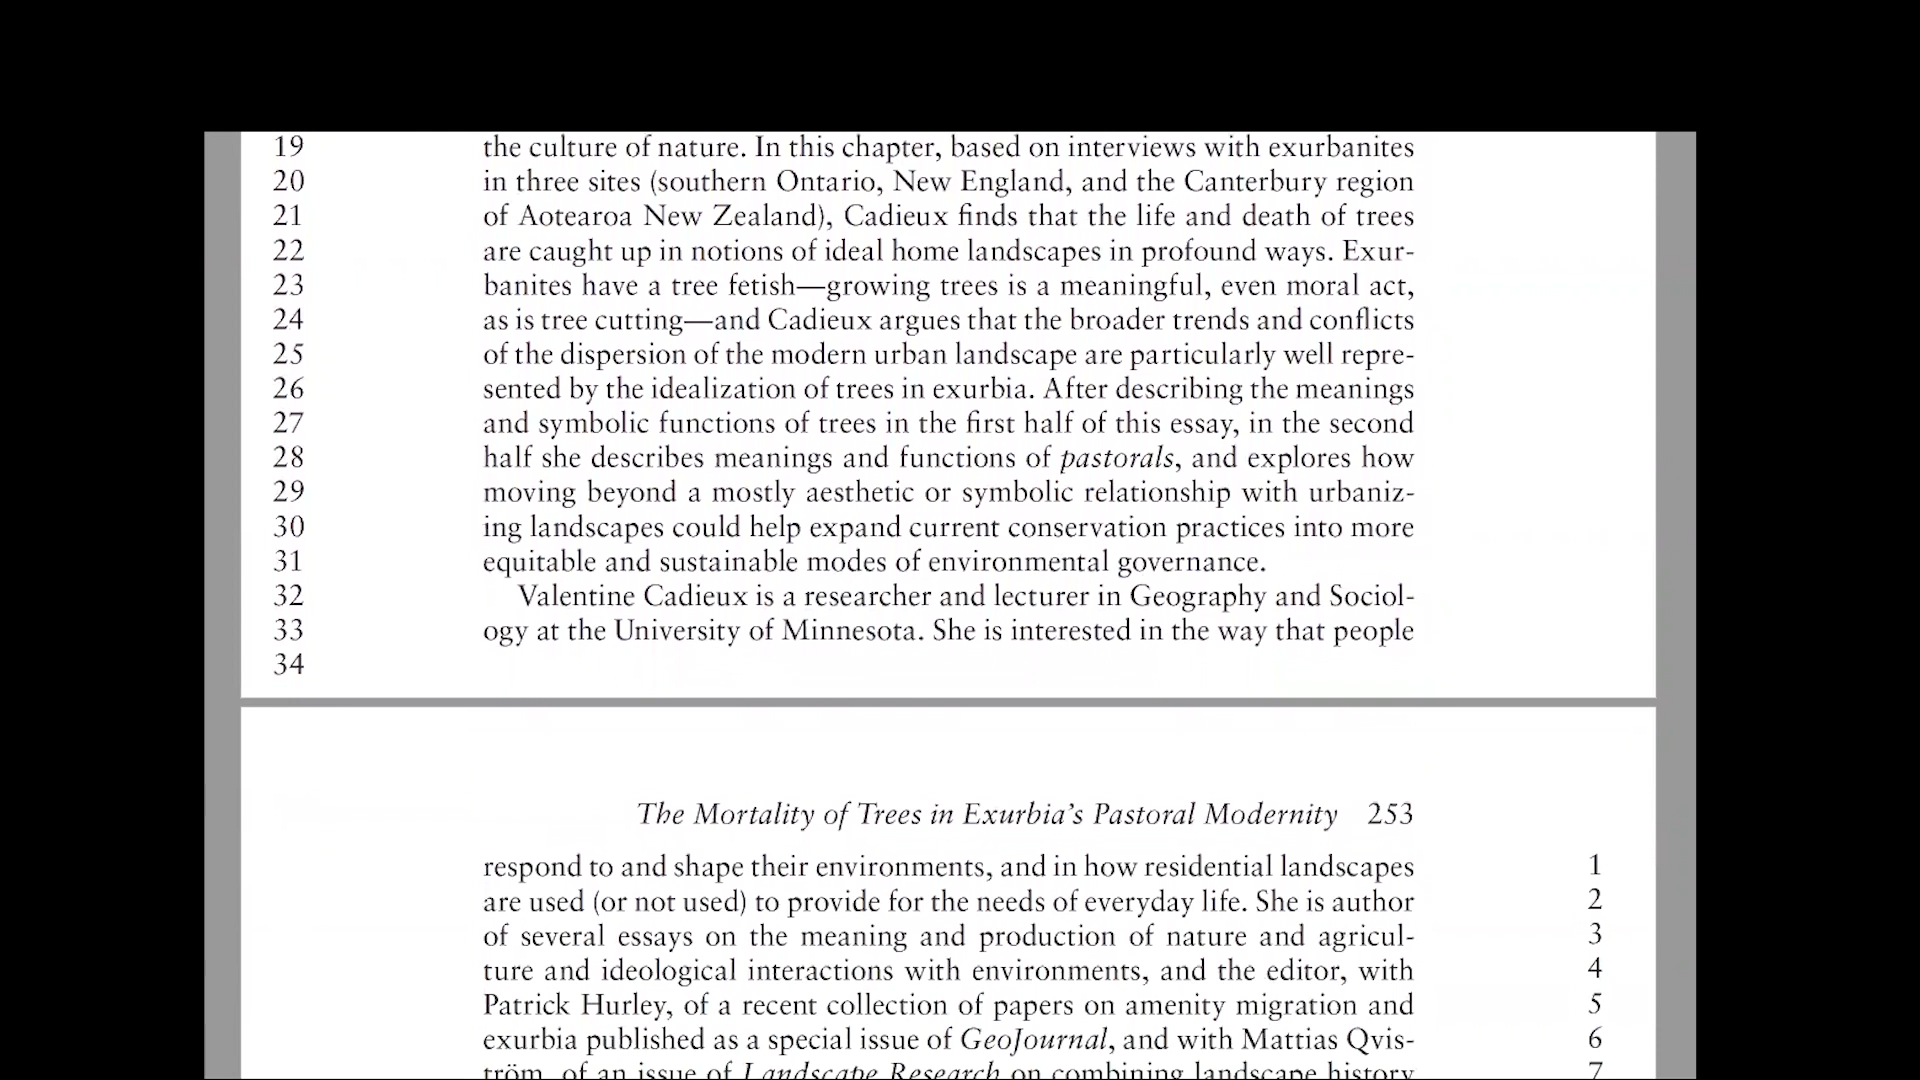 19 the culture of nature. In this chapter, based on interviews with exurbanites
20 in three sites (southern Ontario, New England, and the Canterbury region
21 of Aotearoa New Zealand), Cadieux finds that the life and death of trees
22 are caught up in notions of ideal home landscapes in profound ways. Exur-
23 banites have a tree fetish—growing trees is a meaningful, even moral act,
24 as is tree cutting—and Cadieux argues that the broader trends and conflicts
25 of the dispersion of the modern urban landscape are particularly well repre-
26 sented by the idealization of trees in exurbia. After describing the meanings
27 and symbolic functions of trees in the first half of this essay, in the second
28 half she describes meanings and functions of pastorals, and explores how
29 moving beyond a mostly aesthetic or symbolic relationship with urbaniz-
30 ing landscapes could help expand current conservation practices into more
31 equitable and sustainable modes of environmental governance.
32 Valentine Cadieux is a researcher and lecturer in Geography and Sociol-
33 ogy at the University of Minnesota. She is interested in the way that people
34
The Mortality of Trees in Exurbia's Pastoral Modernity 253
respond to and shape their environments, and in how residential landscapes 1
are used (or not used) to provide for the needs of everyday life. She is author 2
of several essays on the meaning and production of nature and agricul- 3
ture and ideological interactions with environments, and the editor, with 4
Patrick Hurley, of a recent collection of papers on amenity migration and 5
exurbia published as a special issue of GeoJournal, and with Mattias Qvis- 6
tröm, of an issue of Landscape Research on combining landscape history 7